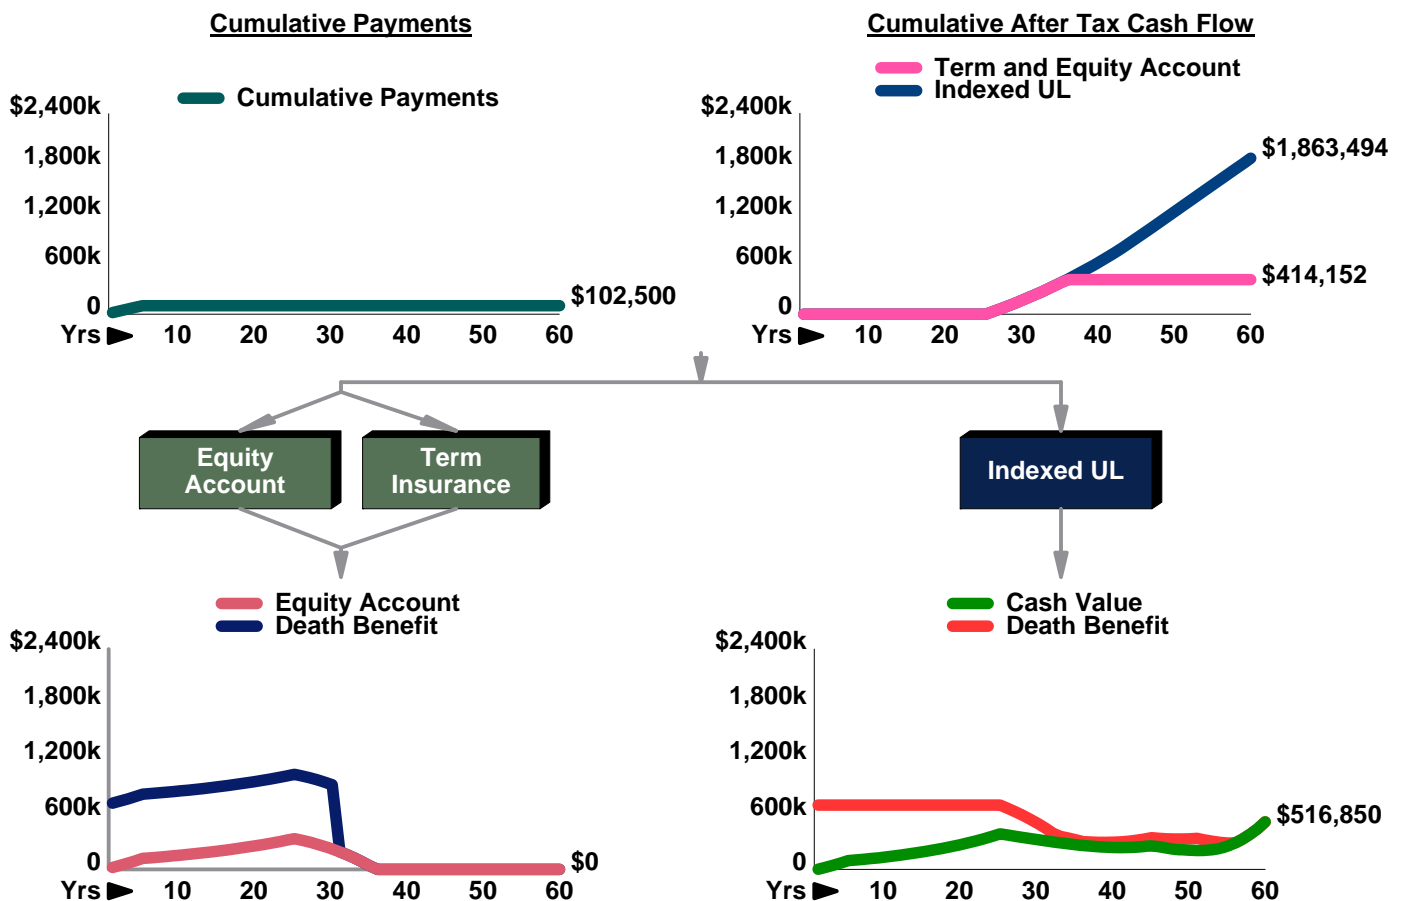 Cumulative Payments
Cumulative Payments
$2,400k
1,800k
1,200k
600k
0
$102,500
Yrs 10 20 30 40 50 60
Cumulative After Tax Cash Flow
Term and Equity Account
Indexed UL
$2,400k
1,800k
1,200k
600k
0
$1,863,494
$414,152
Yrs 10 20 30 40 50 60
Equity
Account
Term
Insurance
Indexed UL
Equity Account
Death Benefit
$2,400k
1,800k
1,200k
600k
0
$0
Yrs 10 20 30 40 50 60
Cash Value
Death Benefit
$2,400k
1,800k
1,200k
600k
0
$516,850
Yrs 10 20 30 40 50 60